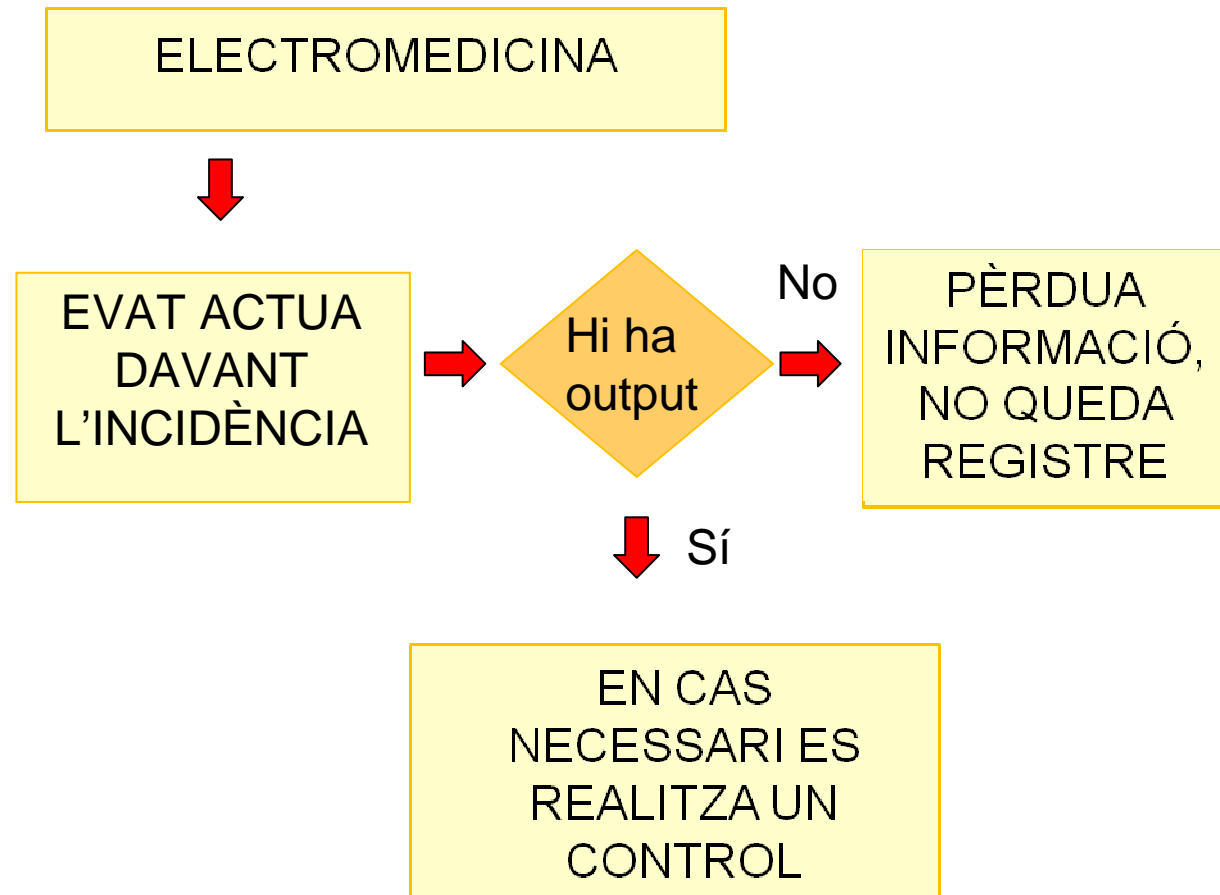 ELECTROMEDICINA
EVAT ACTUA
DAVANT
L'INCIDÈNCIA
Hi ha
output
No
PÈRDUA
INFORMACIÓ,
NO QUEDA
REGISTRE
Sí
EN CAS
NECESSARI ES
REALITZA UN
CONTROL